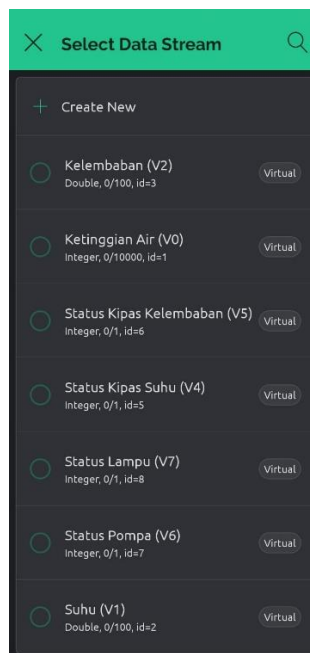 Select Data Stream
Create New
Kelembaban (V2)
Double, 0/100, id=3
Virtual
Ketinggian Air (V0)
Integer, 0/10000, id=1
Virtual
Status Kipas Kelembaban (V5)
Integer, 0/1, id=6
Virtual
Status Kipas Suhu (V4)
Integer, 0/1, id=5
Virtual
Status Lampu (V7)
Integer, 0/1, id=8
Virtual
Status Pompa (V6)
Integer, 0/1, id=7
Virtual
Suhu (V1)
Double, 0/100, id=2
Virtual